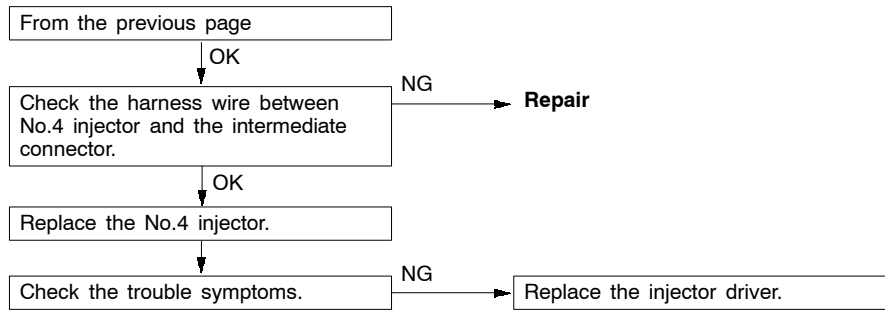 From the previous page
OK
Check the harness wire between
No.4 injector and the intermediate
connector.
NG
Repair
OK
Replace the No.4 injector.
Check the trouble symptoms.
NG
Replace the injector driver.